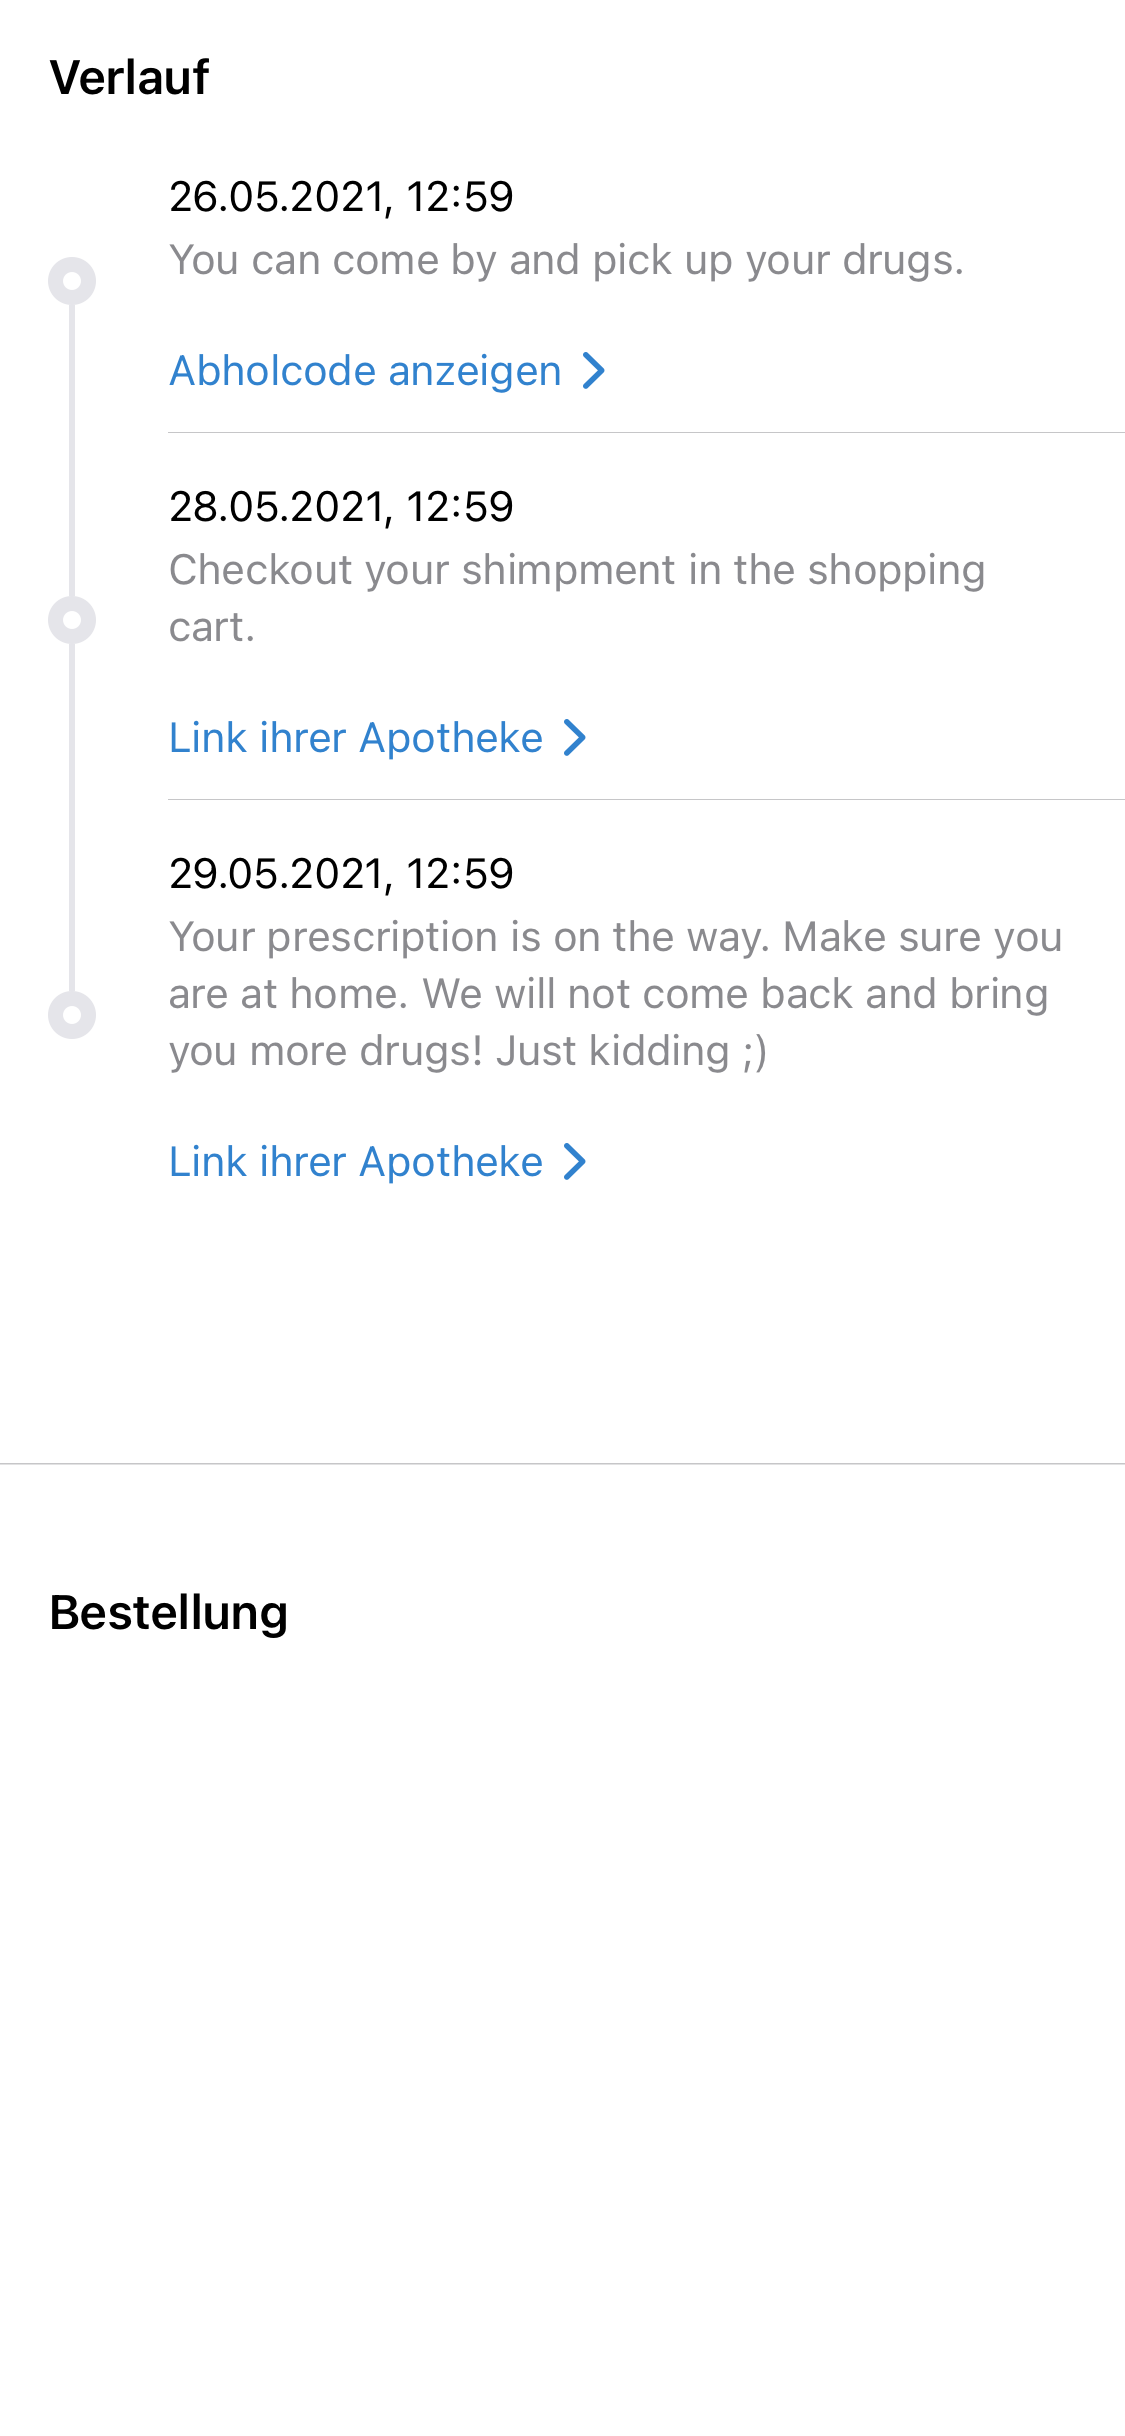 Verlauf
26.05.2021, 12:59
You can come by and pick up your drugs.
Abholcode anzeigen
28.05.2021, 12:59
Checkout your shimpment in the shopping
cart.
Link ihrer Apotheke
29.05.2021, 12:59
Your prescription is on the way. Make sure you
are at home. We will not come back and bring
you more drugs! Just kidding ;)
Link ihrer Apotheke
Bestellung